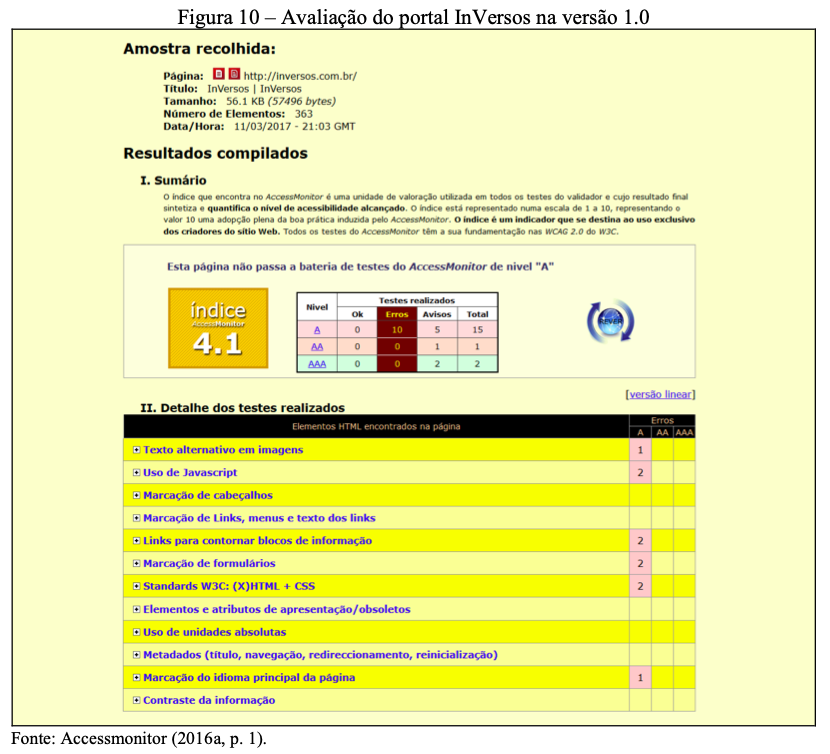 Figura 10 – Avaliação do portal InVersos na versão 1.0
Amostra recolhida:
Página: http://inversos.com.br/
Título: InVersos | InVersos
Tamanho: 56.1 KB (57496 bytes)
Número de Elementos: 363
Data/Hora: 11/03/2017 - 21:03 GMT
Resultados compilados
I. Sumário
O índice que encontra no AccessMonitor é uma unidade de valoração utilizada em todos os testes do validador e cujo resultado final
sintetiza e quantifica o nível de acessibilidade alcançado. O índice está representado numa escala de 1 a 10, representando o
valor 10 uma adopção plena da boa prática induzida pelo AccessMonitor. O índice é um indicador que se destina ao uso exclusivo
dos criadores do sítio Web. Todos os testes do AccessMonitor têm a sua fundamentação nas WCAG 2.0 do W3C.
Esta página não passa a bateria de testes do AccessMonitor de nível "A"
índice
AccessMonitor
4.1
Nível Testes realizados
Ok Erros Avisos Total
A 0 10 5 15
AA 0 0 1 1
AAA 0 0 2 2
REVER
[versão linear]
II. Detalhe dos testes realizados
Elementos HTML encontrados na página Erros
A AA AAA
Texto alternativo em imagens 1
Uso de Javascript 2
Marcação de cabeçalhos
Marcação de Links, menus e texto dos links
Links para contornar blocos de informação 2
Marcação de formulários 2
Standards W3C: (X)HTML + CSS 2
Elementos e atributos de apresentação/obsoletos
Uso de unidades absolutas
Metadados (título, navegação, redireccionamento, reinicialização)
Marcação do idioma principal da página 1
Contraste da informação
Fonte: Accessmonitor (2016a, p. 1).